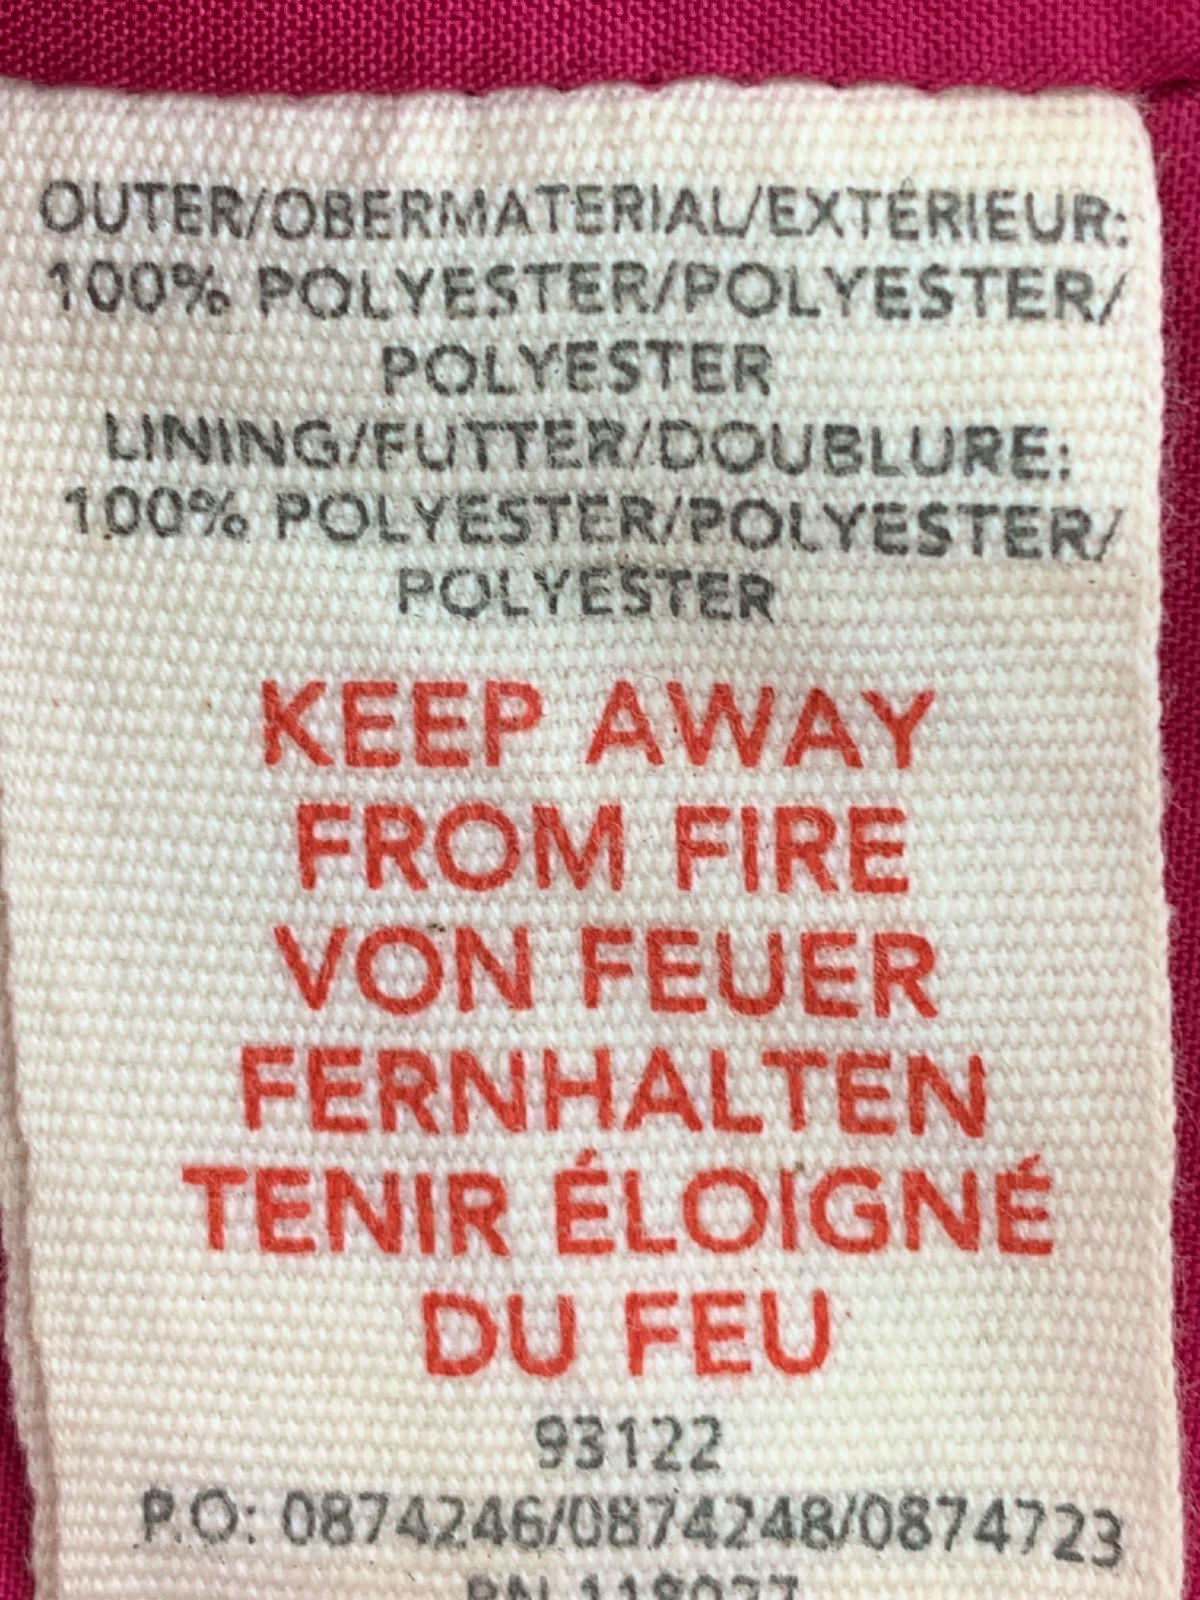 OUTER/OBERMATERIAL/EXTÉRIEUR:
100% POLYESTER/POLYESTER/
POLYESTER
LINING/FUTTER/DOUBLURE:
100% POLYESTER/POLYESTER/
POLYESTER
KEEP AWAY
FROM FIRE
VON FEUER
FERNHALTEN
TENIR ÉLOIGNÉ
DU FEU
93122
P.O: 0874246/0874248/0874723